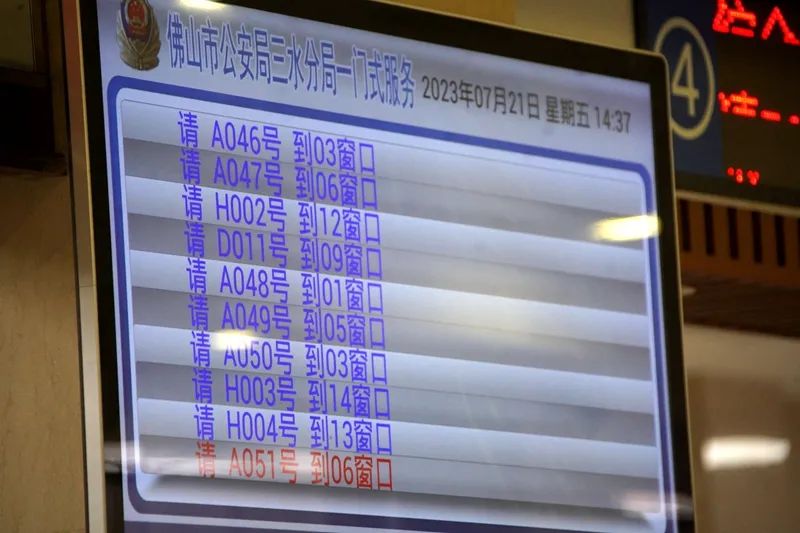 佛山市公安局三水分局一门式服务 2023年07月21日 星期五 14:37
请 A046号 到03窗口
请 A047号 到06窗口
请 H002号 到12窗口
请 D011号 到09窗口
请 A048号 到01窗口
请 A049号 到05窗口
请 A050号 到03窗口
请 H003号 到14窗口
请 H004号 到13窗口
请 A051号 到06窗口
4